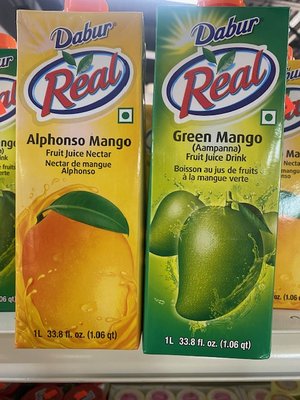 Dabur
Real
Alphonso Mango
Fruit Juice Nectar
Nectar de mangue
Alphonso
1L 33.8 fl. oz. (1.06 qt)
Dabur
Real
Green Mango
(Aampanna)
Fruit Juice Drink
Boisson au jus de fruits
à la mangue verte
1L 33.8 fl. oz. (1.06 qt)